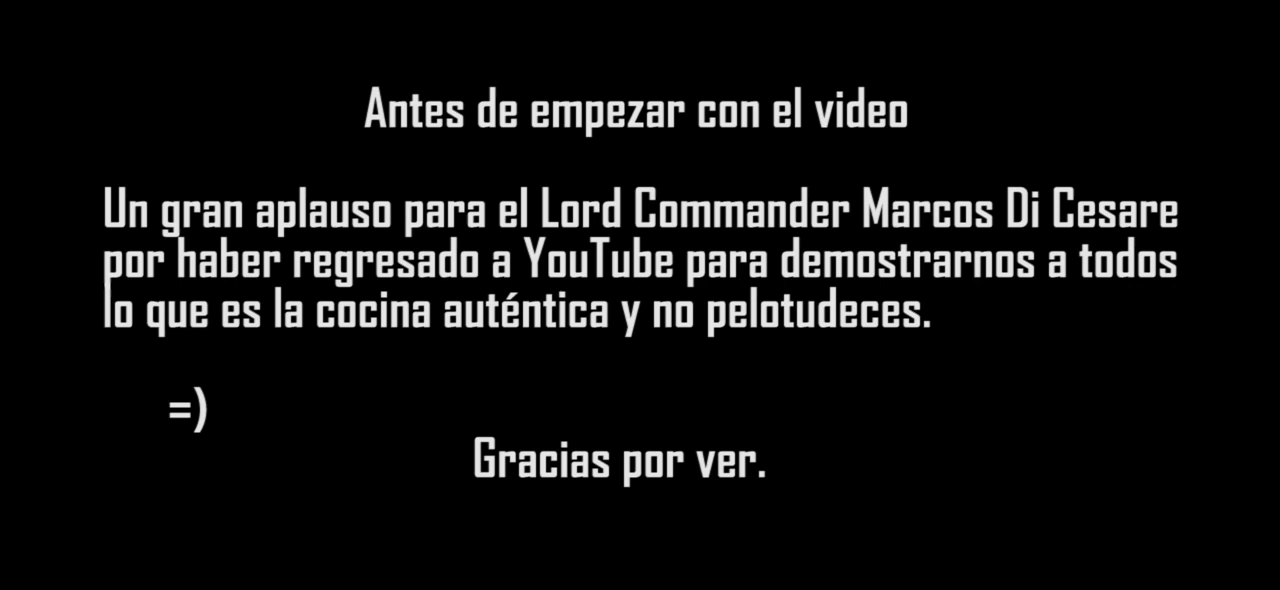 Antes de empezar con el video
Un gran aplauso para el Lord Commander Marcos Di Cesare
por haber regresado a YouTube para demostrarnos a todos
lo que es la cocina auténtica y no pelotudeces.
=)
Gracias por ver.